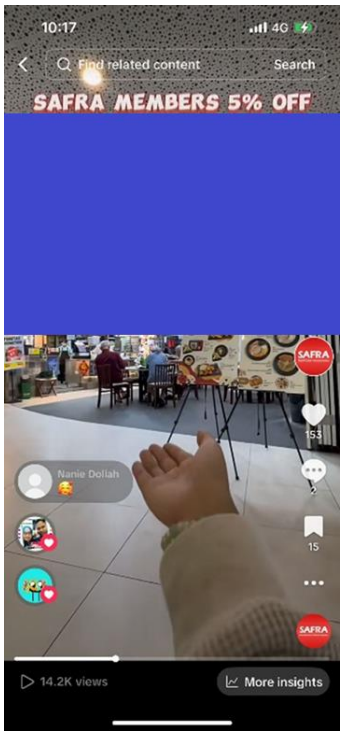 10:17
4G
Find related content
Search
SAFRA MEMBERS 5% OFF
SAFRA
153
Nanie Dollah
2
15
SAFRA
14.2K views
More insights